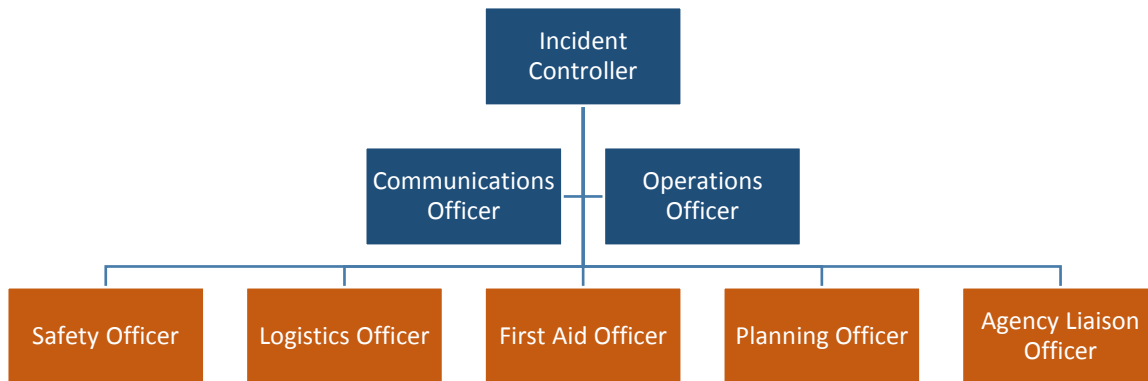 Incident
Controller
Communications
Officer
Operations
Officer
Safety Officer
Logistics Officer
First Aid Officer
Planning Officer
Agency Liaison
Officer